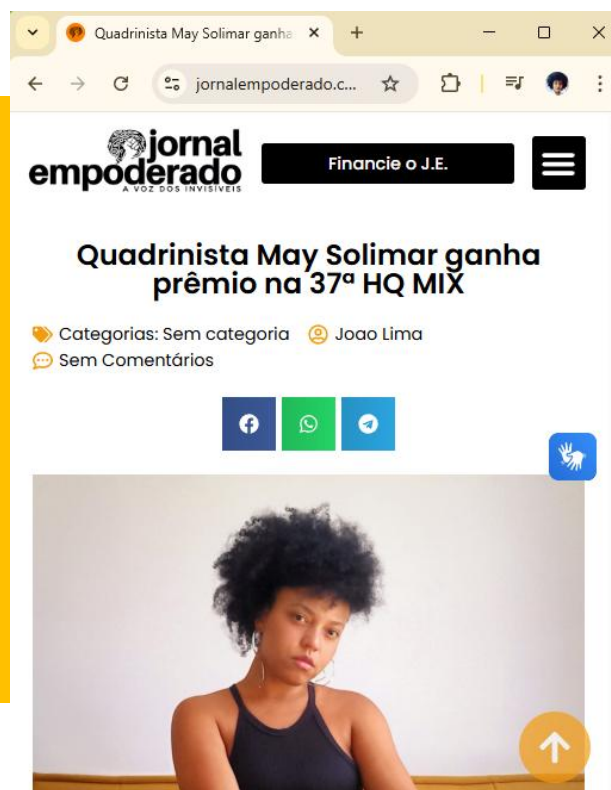 Quadrinista May Solimar ganha
jornalempoderado.c...
jornal
empoderado
A VOZ DOS INVISÍVEIS
Financie o J.E.
Quadrinista May Solimar ganha
prêmio na 37ª HQ MIX
Categorias: Sem categoria Joao Lima
Sem Comentários